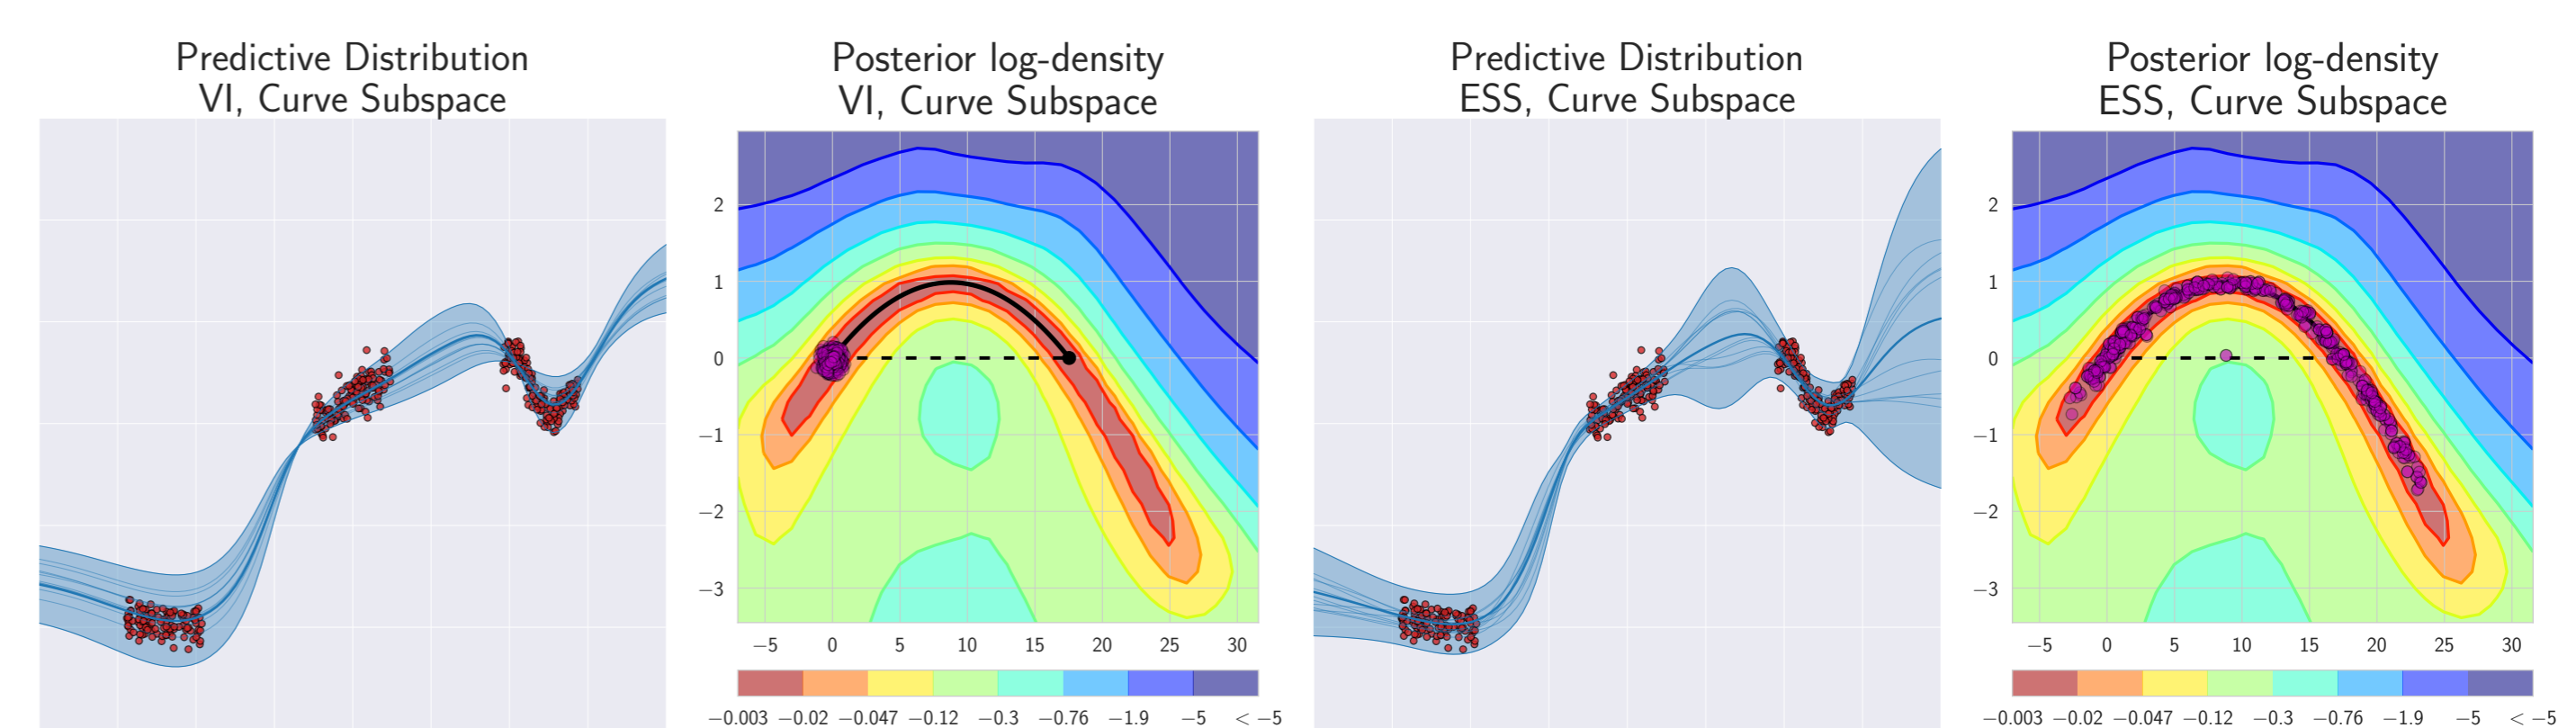 Predictive Distribution
VI, Curve Subspace
Posterior log-density
VI, Curve Subspace
2
1
0
−1
−2
−3
−5 0 5 10 15 20 25 30
−0.003 −0.02 −0.047 −0.12 −0.3 −0.76 −1.9 −5 < −5
Predictive Distribution
ESS, Curve Subspace
Posterior log-density
ESS, Curve Subspace
2
1
0
−1
−2
−3
−5 0 5 10 15 20 25 30
−0.003 −0.02 −0.047 −0.12 −0.3 −0.76 −1.9 −5 < −5